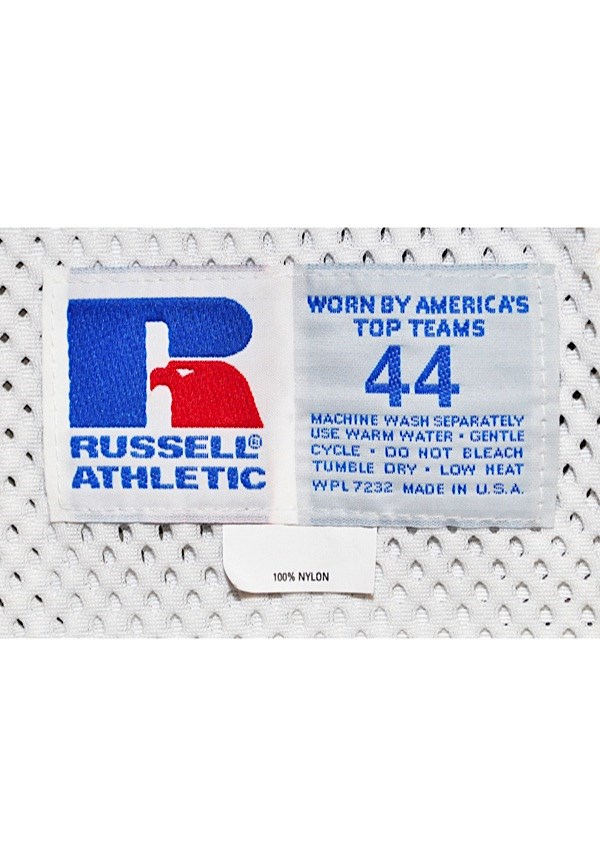 RUSSELL®
ATHLETIC
WORN BY AMERICA'S
TOP TEAMS
44
MACHINE WASH SEPARATELY
USE WARM WATER · GENTLE
CYCLE · DO NOT BLEACH
TUMBLE DRY · LOW HEAT
WPL 7232 MADE IN U.S.A.
100% NYLON